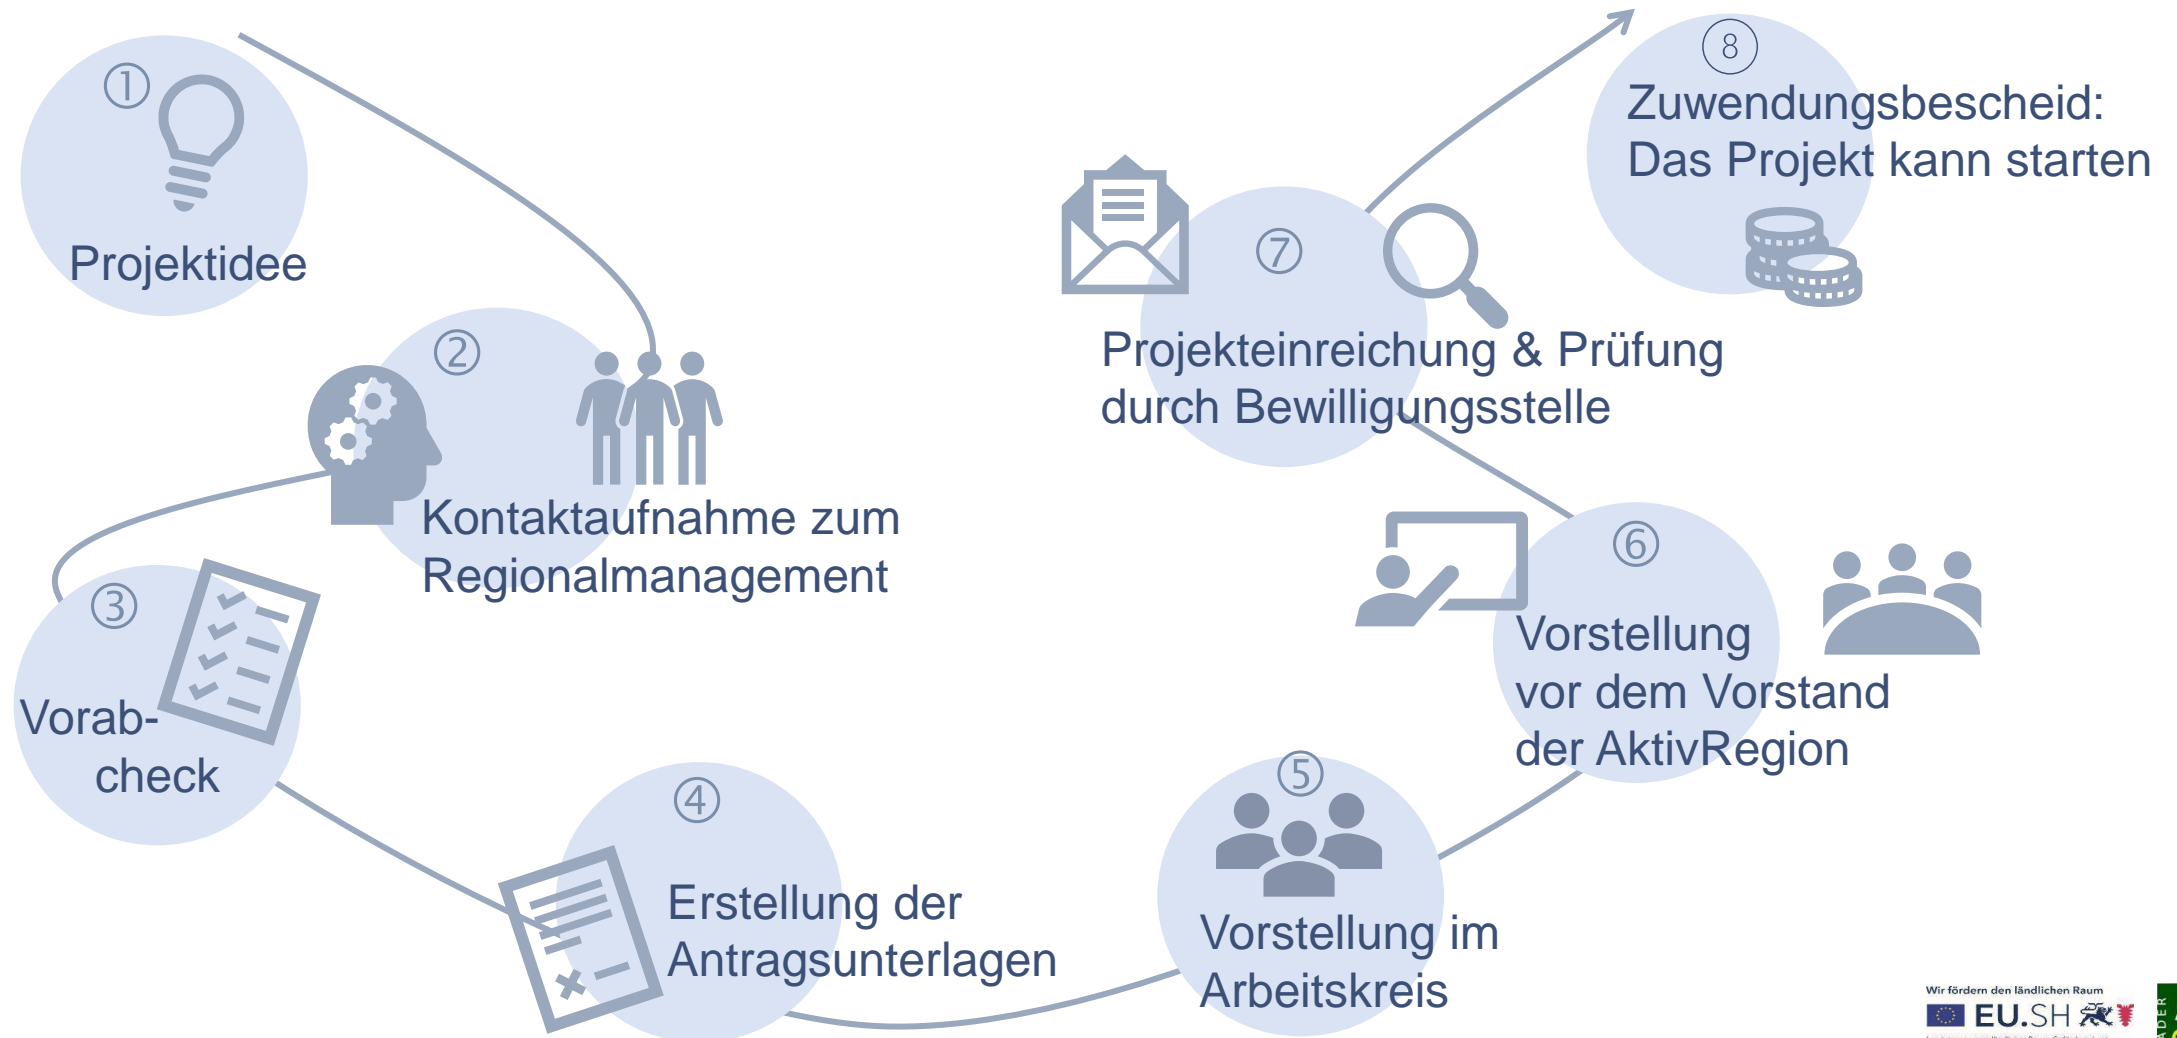 ①
Projektidee
②
Kontaktaufnahme zum
Regionalmanagement
③
Vorab-
check
④
Erstellung der
Antragsunterlagen
⑤
Vorstellung im
Arbeitskreis
⑥
Vorstellung
vor dem Vorstand
der AktivRegion
⑦
Projekteinreichung & Prüfung
durch Bewilligungsstelle
⑧
Zuwendungsbescheid:
Das Projekt kann starten
Wir fördern den ländlichen Raum
EU.SH